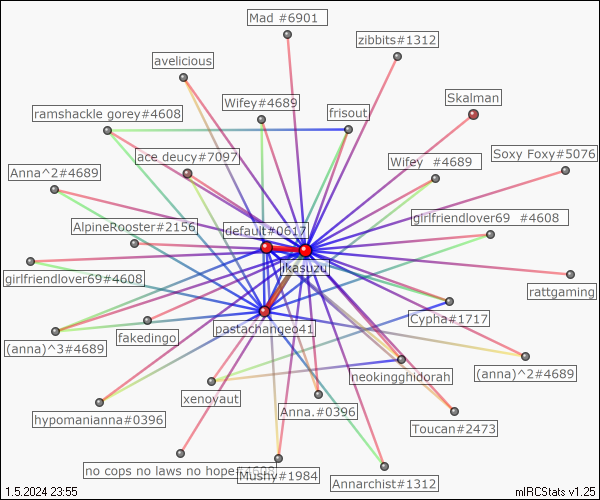 Mad #6901
zibbits#1312
avelicious
Skalman
Wifey#4689
ramshackle gorey#4608
frisout
ace deucy#7097
Soxy Foxy#5076
Wifey #4689
Anna^2#4689
girlfriendlover69 #4608
AlpineRooster#2156
default#0617
jkasuzu
girlfriendlover69#4608
rattgaming
Cypha#1717
pastachangeo41
fakedingo
(anna)^3#4689
neokingghidorah
(anna)^2#4689
xenoyaut
Anna.#0396
hypomanianna#0396
Toucan#2473
no cops no laws no hope#4608
Mushy#1984
Annarchist#1312
1.5.2024 23:55
mIRCStats v1.25